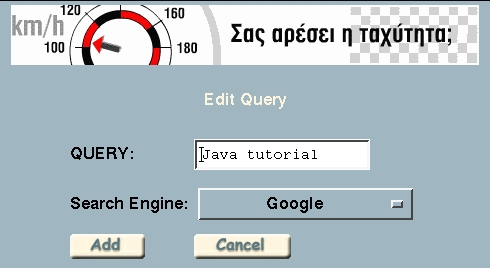 km/h 100 120 160 180
Σας αρέσει η ταχύτητα;
Edit Query
QUERY: Java tutorial
Search Engine: Google
Add Cancel